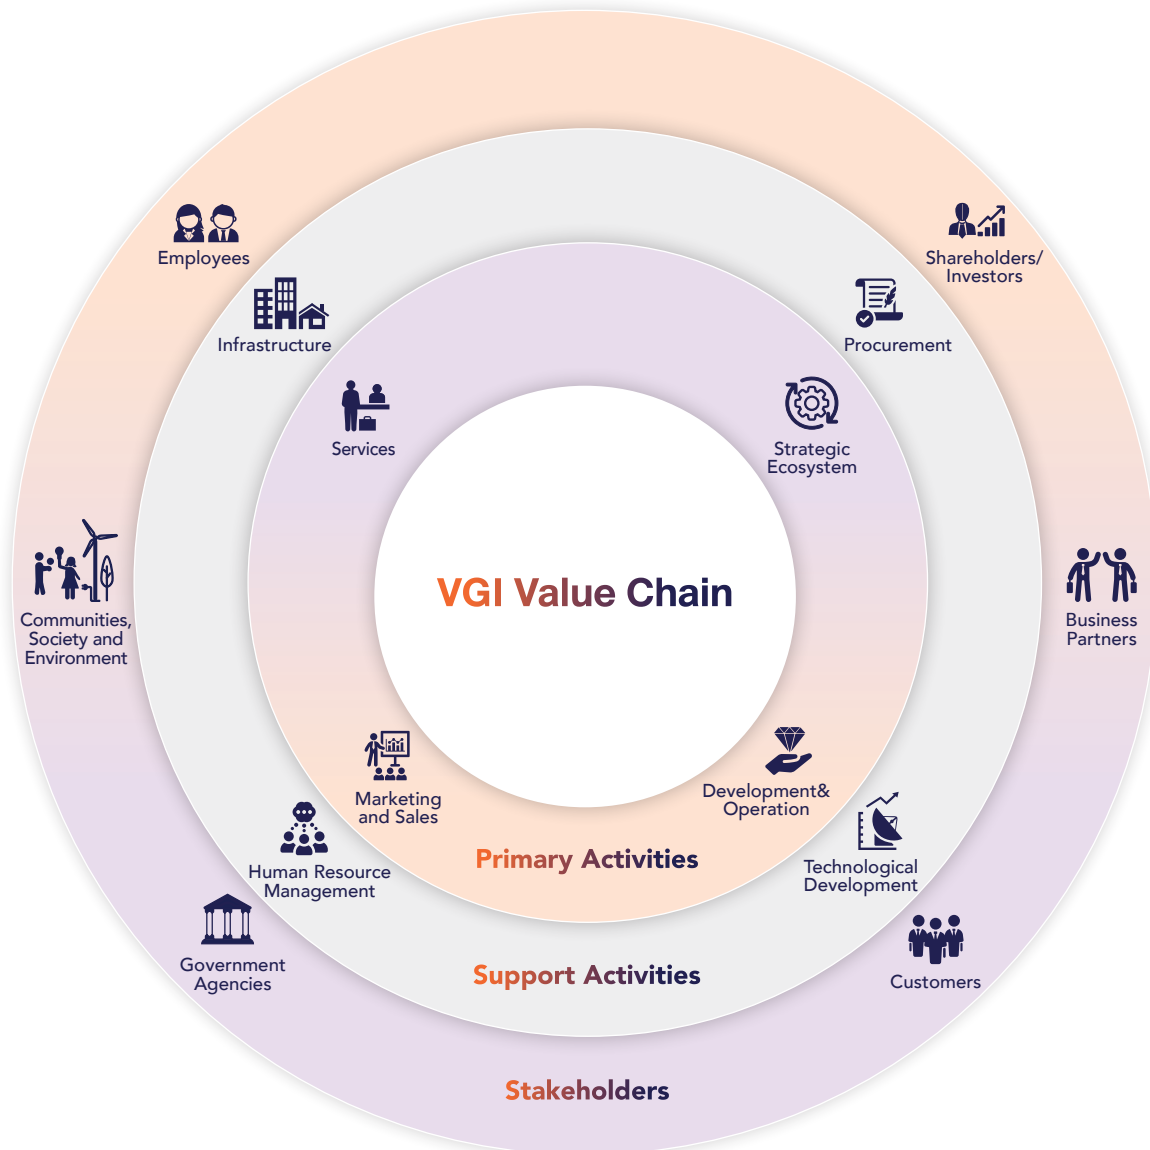 Employees
Shareholders/
Investors
Infrastructure
Procurement
Services
Strategic
Ecosystem
VGI Value Chain
Communities,
Society and
Environment
Business
Partners
Marketing
and Sales
Development&
Operation
Primary Activities
Human Resource
Management
Technological
Development
Government
Agencies
Support Activities
Customers
Stakeholders